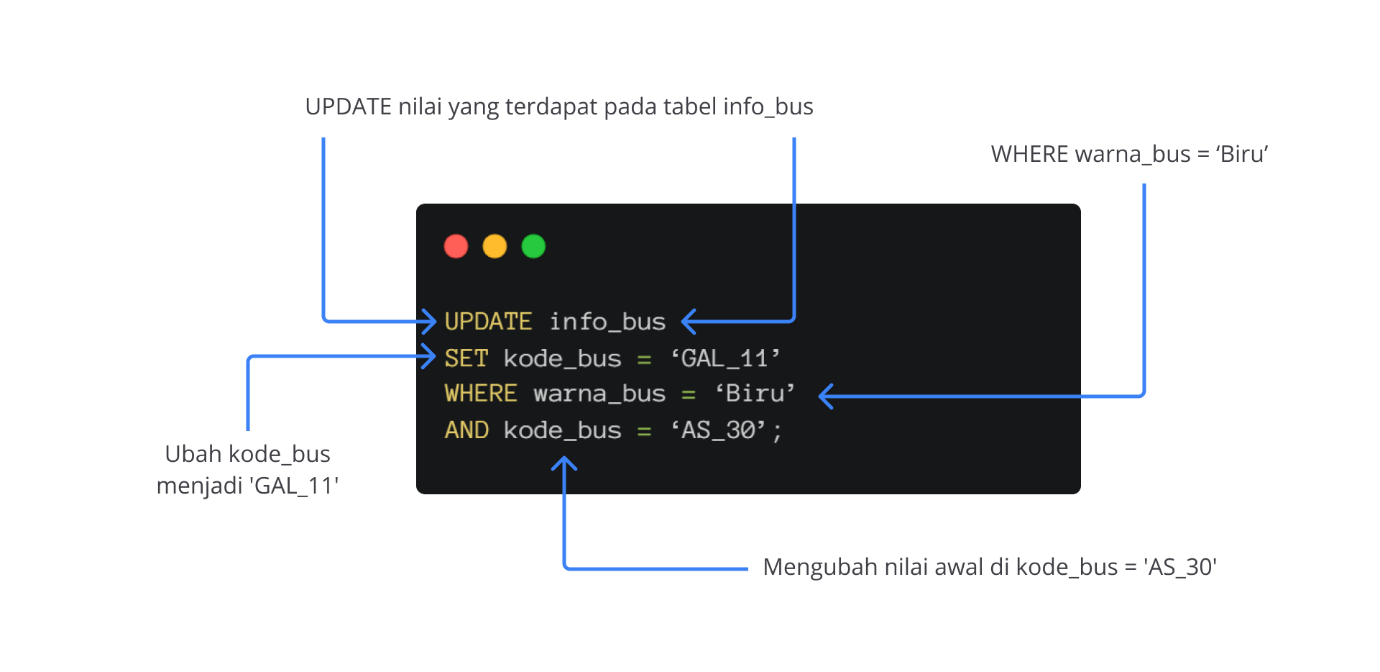 UPDATE nilai yang terdapat pada tabel info_bus
WHERE warna_bus = ‘Biru’
UPDATE info_bus
SET kode_bus = ‘GAL_11’
WHERE warna_bus = ‘Biru’
AND kode_bus = ‘AS_30’;
Ubah kode_bus
menjadi 'GAL_11'
Mengubah nilai awal di kode_bus = 'AS_30'